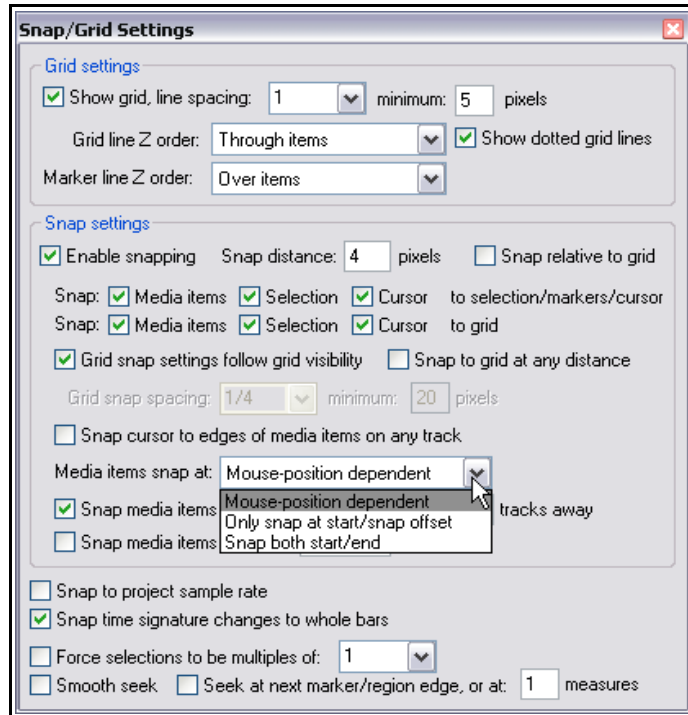 Snap/Grid Settings
Grid settings
Show grid, line spacing: 1 minimum: 5 pixels
Grid line Z order: Through items Show dotted grid lines
Marker line Z order: Over items
Snap settings
Enable snapping Snap distance: 4 pixels Snap relative to grid
Snap: Media items Selection Cursor to selection/markers/cursor
Snap: Media items Selection Cursor to grid
Grid snap settings follow grid visibility Snap to grid at any distance
Grid snap spacing: 1/4 minimum: 20 pixels
Snap cursor to edges of media items on any track
Media items snap at: Mouse-position dependent
Mouse-position dependent
Snap media items tracks away
Only snap at start/snap offset
Snap both start/end
Snap media items
Snap to project sample rate
Snap time signature changes to whole bars
Force selections to be multiples of: 1
Smooth seek Seek at next marker/region edge, or at: 1 measures